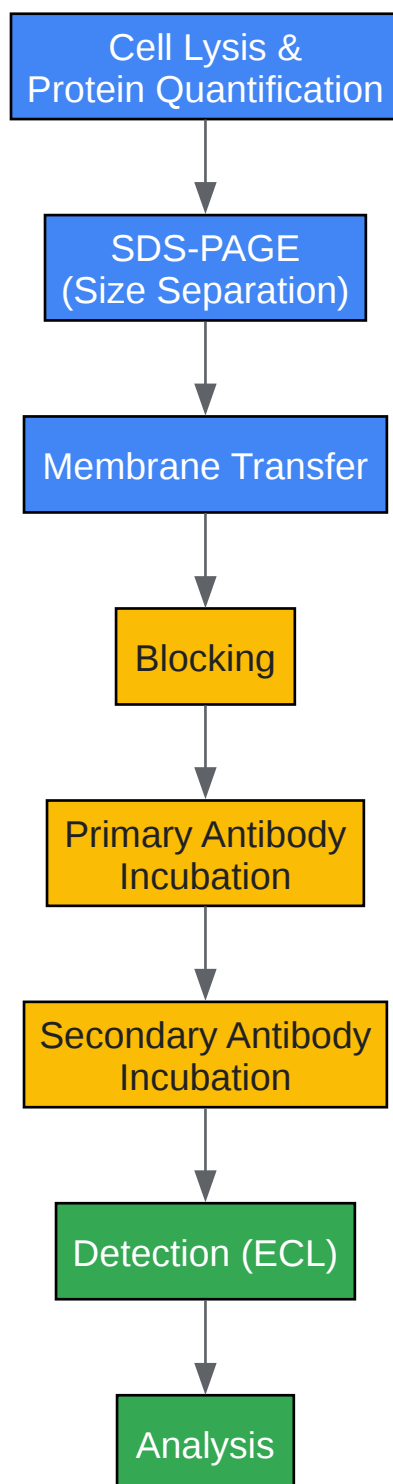 Cell Lysis &
Protein Quantification
SDS-PAGE
(Size Separation)
Membrane Transfer
Blocking
Primary Antibody
Incubation
Secondary Antibody
Incubation
Detection (ECL)
Analysis